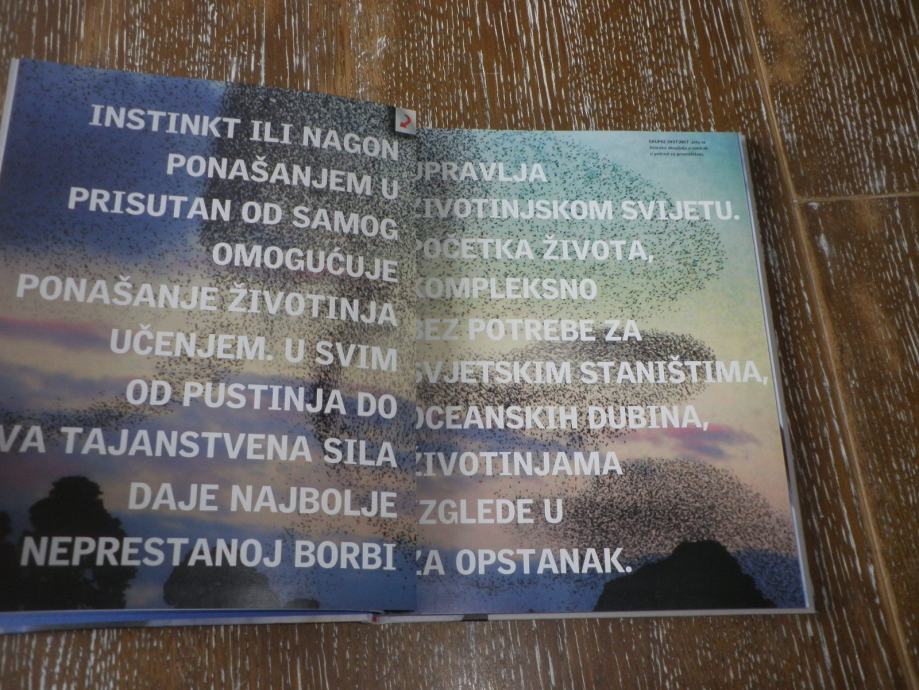 INSTINKT ILI NAGON UPRAVLJA
PONAŠANJEM U ŽIVOTINJSKOM SVIJETU.
PRISUTAN OD SAMOG POČETKA ŽIVOTA,
OMOGUĆUJE KOMPLEKSNO
PONAŠANJE ŽIVOTINJA BEZ POTREBE ZA
UČENJEM. U SVIM SVJETSKIM STANIŠTIMA,
OD PUSTINJA DO OCEANSKIH DUBINA,
VA TAJANSTVENA SILA ŽIVOTINJAMA
DAJE NAJBOLJE IZGLEDE U
NEPRESTANOJ BORBI ZA OPSTANAK.
GRUPNI INSTINKT